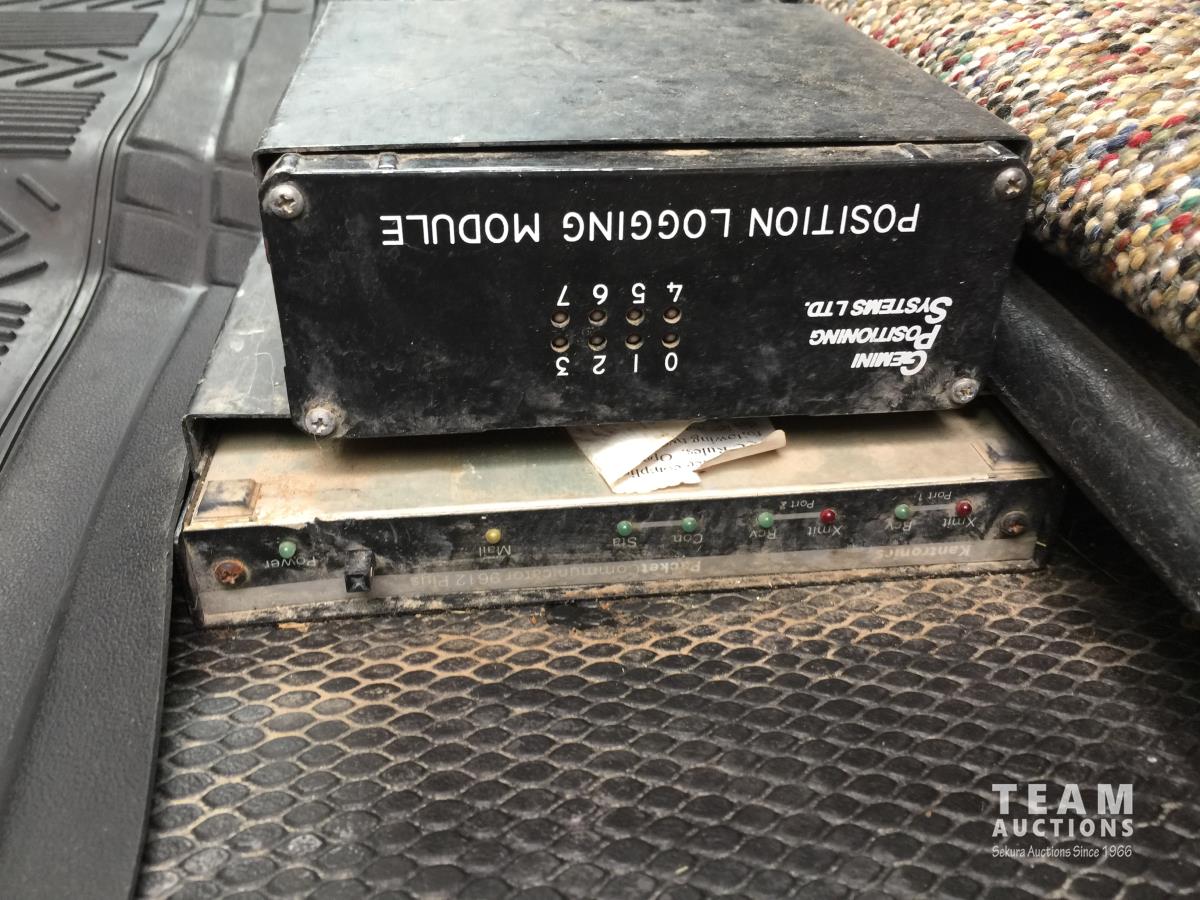 POSITION LOGGING MODULE
GEMINI
POSITIONING
SYSTEMS LTD.
0 1 2 3
4 5 6 7
Kantronics
Packet Communicator 9612 Plus
Xmit Rcv
Port 1
Xmit Rcv
Port 2
Con Sta
Mail
Power
Rules,
following
TEAM
AUCTIONS
Sekura Auctions Since 1966